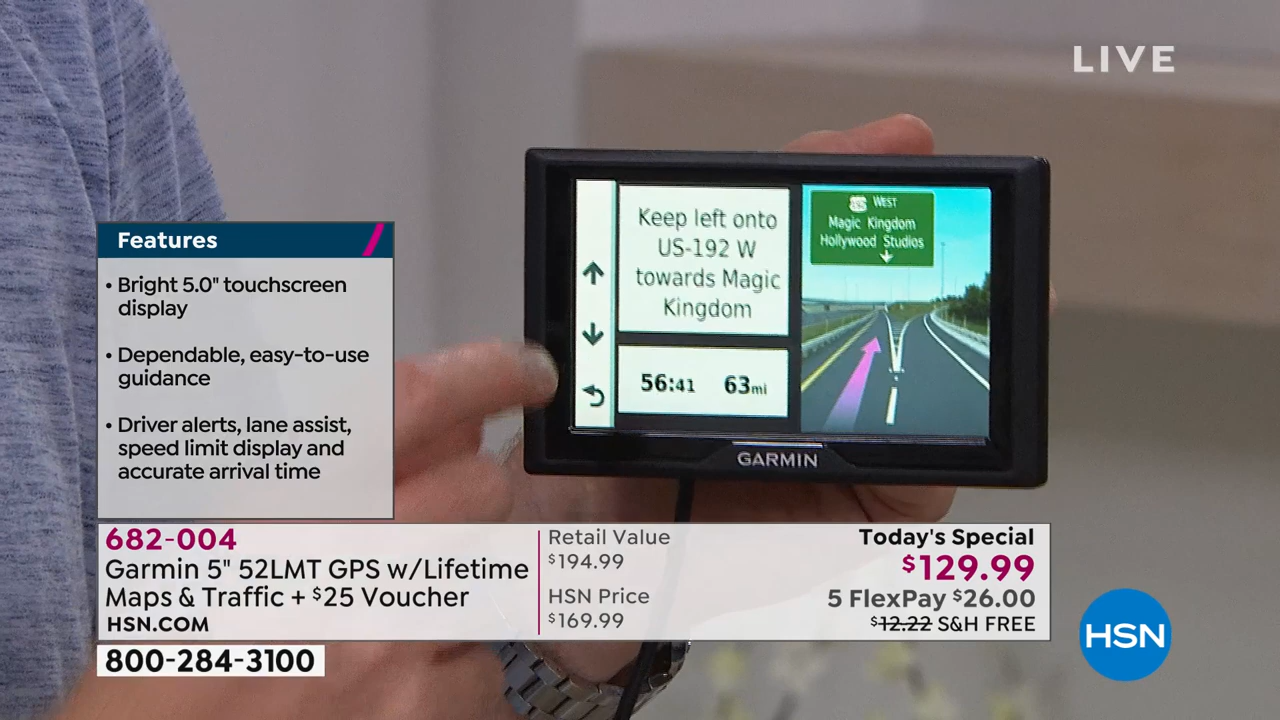 LIVE
Features
• Bright 5.0" touchscreen
display
• Dependable, easy-to-use
guidance
• Driver alerts, lane assist,
speed limit display and
accurate arrival time
Keep left onto
US-192 W
towards Magic
Kingdom
56:41 63mi
WEST
Magic Kingdom
Hollywood Studios
GARMIN
682-004
Garmin 5" 52LMT GPS w/Lifetime
Maps & Traffic + $25 Voucher
HSN.COM
Retail Value
$194.99
HSN Price
$169.99
Today's Special
$129.99
5 FlexPay $26.00
$12.22 S&H FREE
800-284-3100
HSN